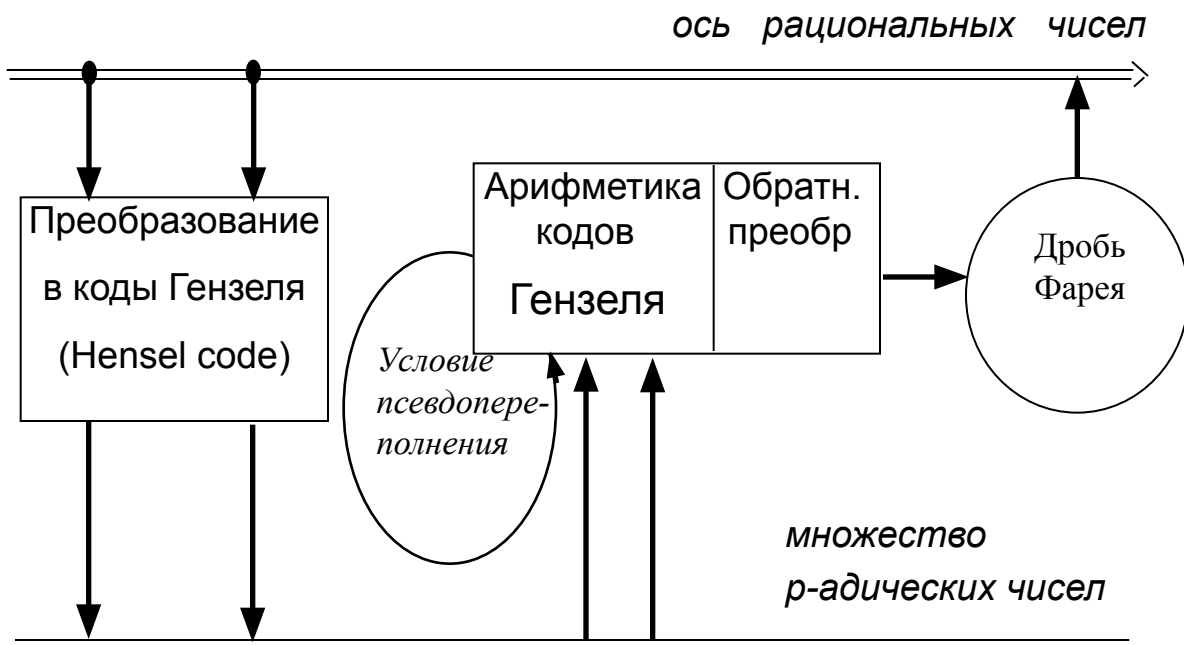 ось рациональных чисел
Преобразование
в коды Гензеля
(Hensel code)
Арифметика
кодов
Гензеля
Обратн.
преобр
Дробь
Фарея
Условие
псевдопере-
полнения
множество
p-адических чисел